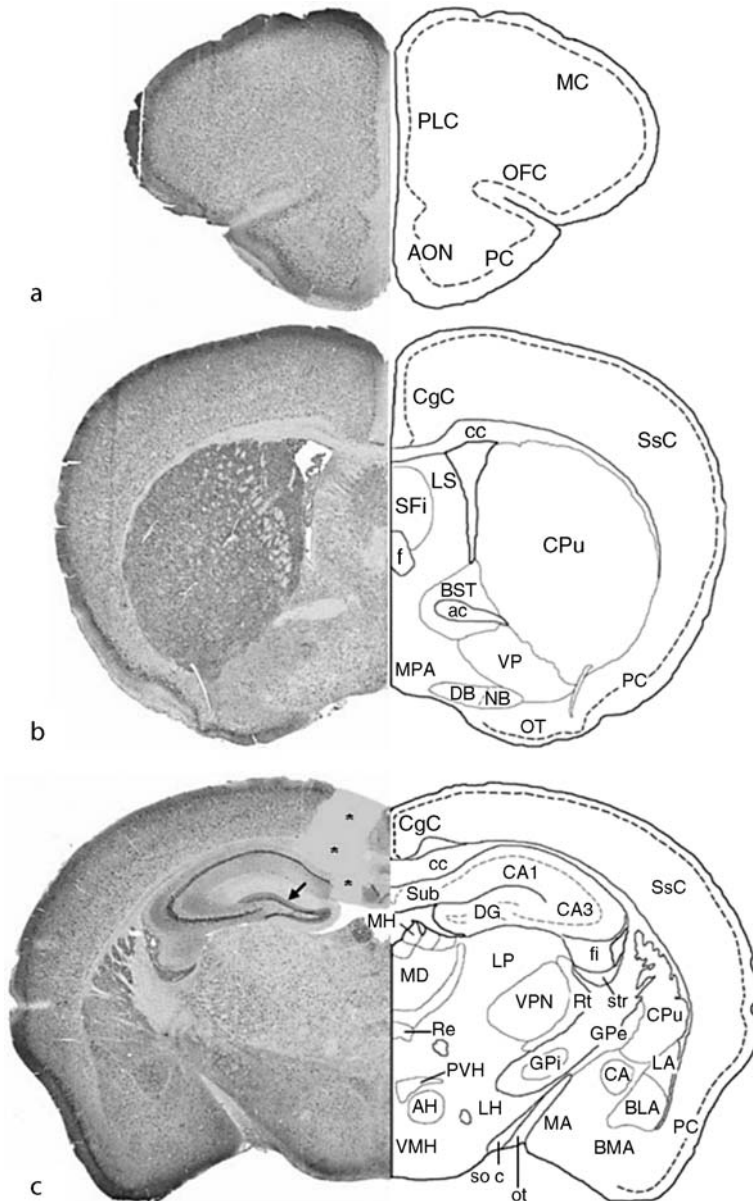 MC
PLC
OFC
AON
PC
a
CgC
cc
SsC
LS
SFi
CPu
f
BST
ac
VP
MPA
PC
DB NB
OT
b
*
*
*
CgC
cc
CA1
SsC
Sub
DG
CA3
MH
fi
LP
MD
VPN
Rt
str
CPu
Re
GPe
GPi
LA
PVH
CA
AH
LH
BLA
MA
PC
VMH
BMA
so c
ot
c